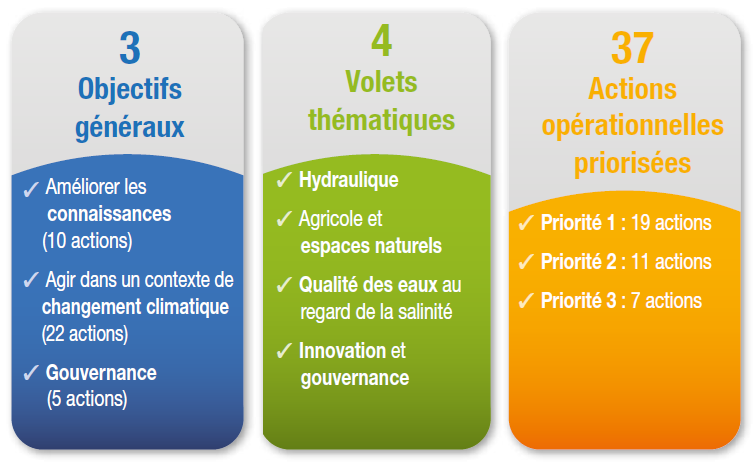 3
Objectifs
généraux
✓ Améliorer les
connaissances
(10 actions)
✓ Agir dans un contexte de
changement climatique
(22 actions)
✓ Gouvernance
(5 actions)
4
Volets
thématiques
✓ Hydraulique
✓ Agricole et
espaces naturels
✓ Qualité des eaux au
regard de la salinité
✓ Innovation et
gouvernance
37
Actions
opérationnelles
priorisées
✓ Priorité 1 : 19 actions
✓ Priorité 2 : 11 actions
✓ Priorité 3 : 7 actions